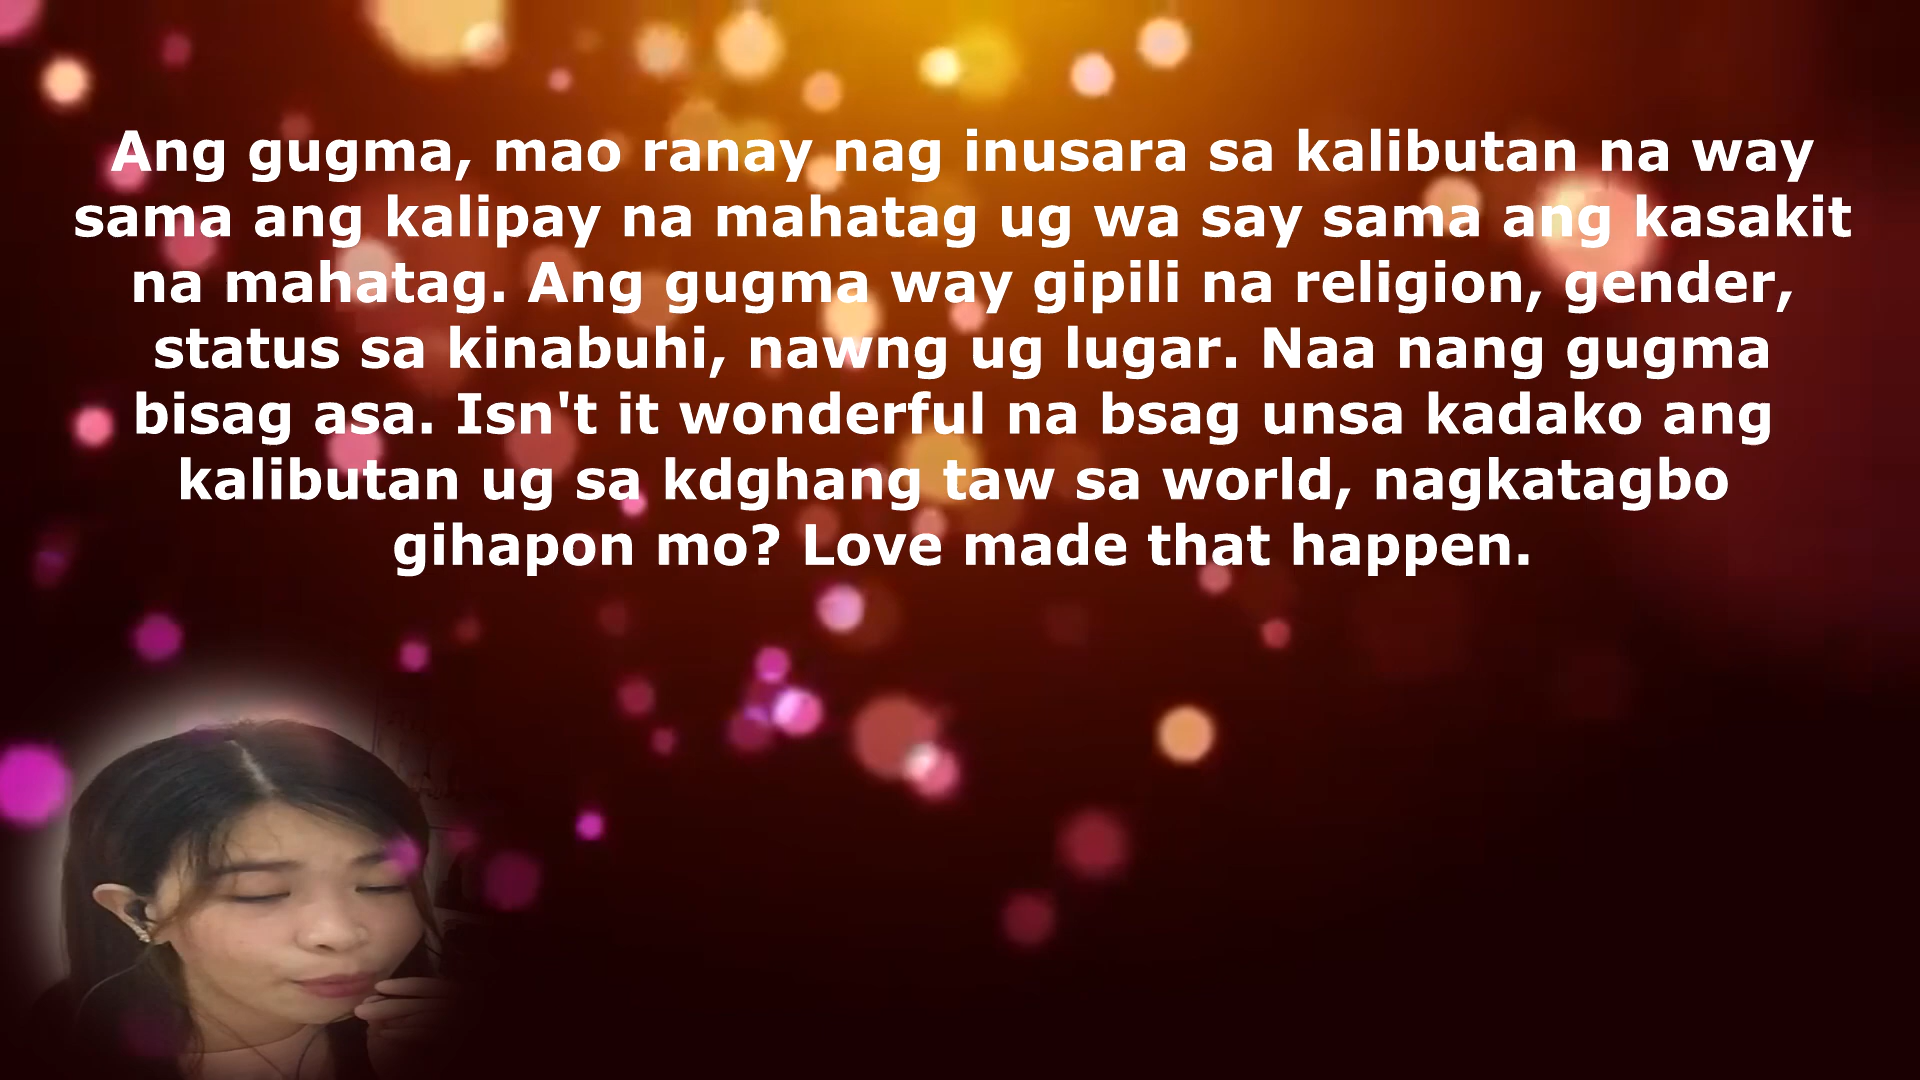 Ang gugma, mao ranay nag inusara sa kalibutan na way
sama ang kalipay na mahatag ug wa say sama ang kasakit
na mahatag. Ang gugma way gipili na religion, gender,
status sa kinabuhi, nawng ug lugar. Naa nang gugma
bisag asa. Isn't it wonderful na bsag unsa kadako ang
kalibutan ug sa kdghang taw sa world, nagkatagbo
gihapon mo? Love made that happen.